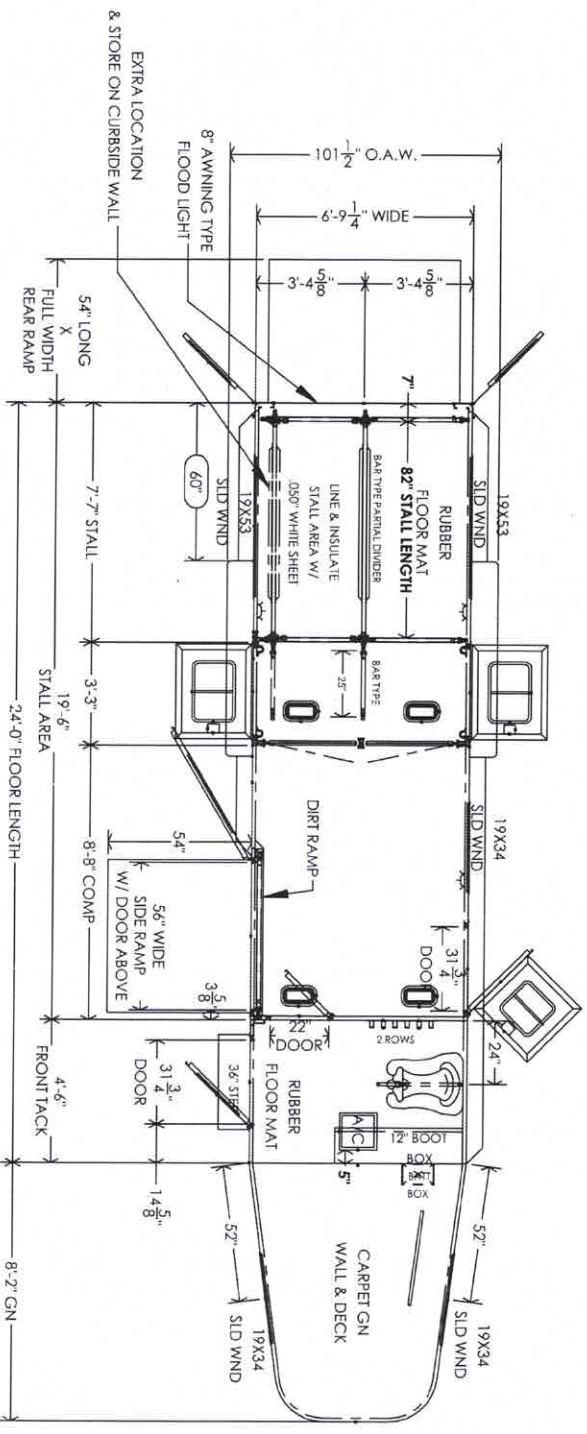 EXTRA LOCATION
& STORE ON CURBSIDE WALL
8" AWNING TYPE
FLOOD LIGHT
101 1/2" O.A.W.
6'-9 1/4" WIDE
3'-4 5/8"
3'-4 5/8"
54" LONG
X
FULL WIDTH
REAR RAMP
7"
82" STALL LENGTH
RUBBER
FLOOR MAT
BAR TYPE PARTIAL DIVIDER
LINE & INSULATE
STALL AREA W/
.050" WHITE SHEET
19X53
SLD WND
19X53
SLD WND
60"
7'-7" STALL
3'-3"
8'-8" COMP
19'-6"
STALL AREA
24'-0" FLOOR LENGTH
BAR TYPE
25"
DIRT RAMP
19X34
SLD WND
31 3/4"
DOOR
54"
56" WIDE
SIDE RAMP
W/ DOOR ABOVE
3 5/8"
22"
DOOR
2 ROWS
24"
36" STEP
31 3/4"
DOOR
4'-6"
FRONT TACK
14 5/8"
RUBBER
FLOOR MAT
A/C
12" BOOT
BOX
BOX
5"
52"
52"
CARPET GN
WALL & DECK
19X34
SLD WND
19X34
SLD WND
8'-2" GN